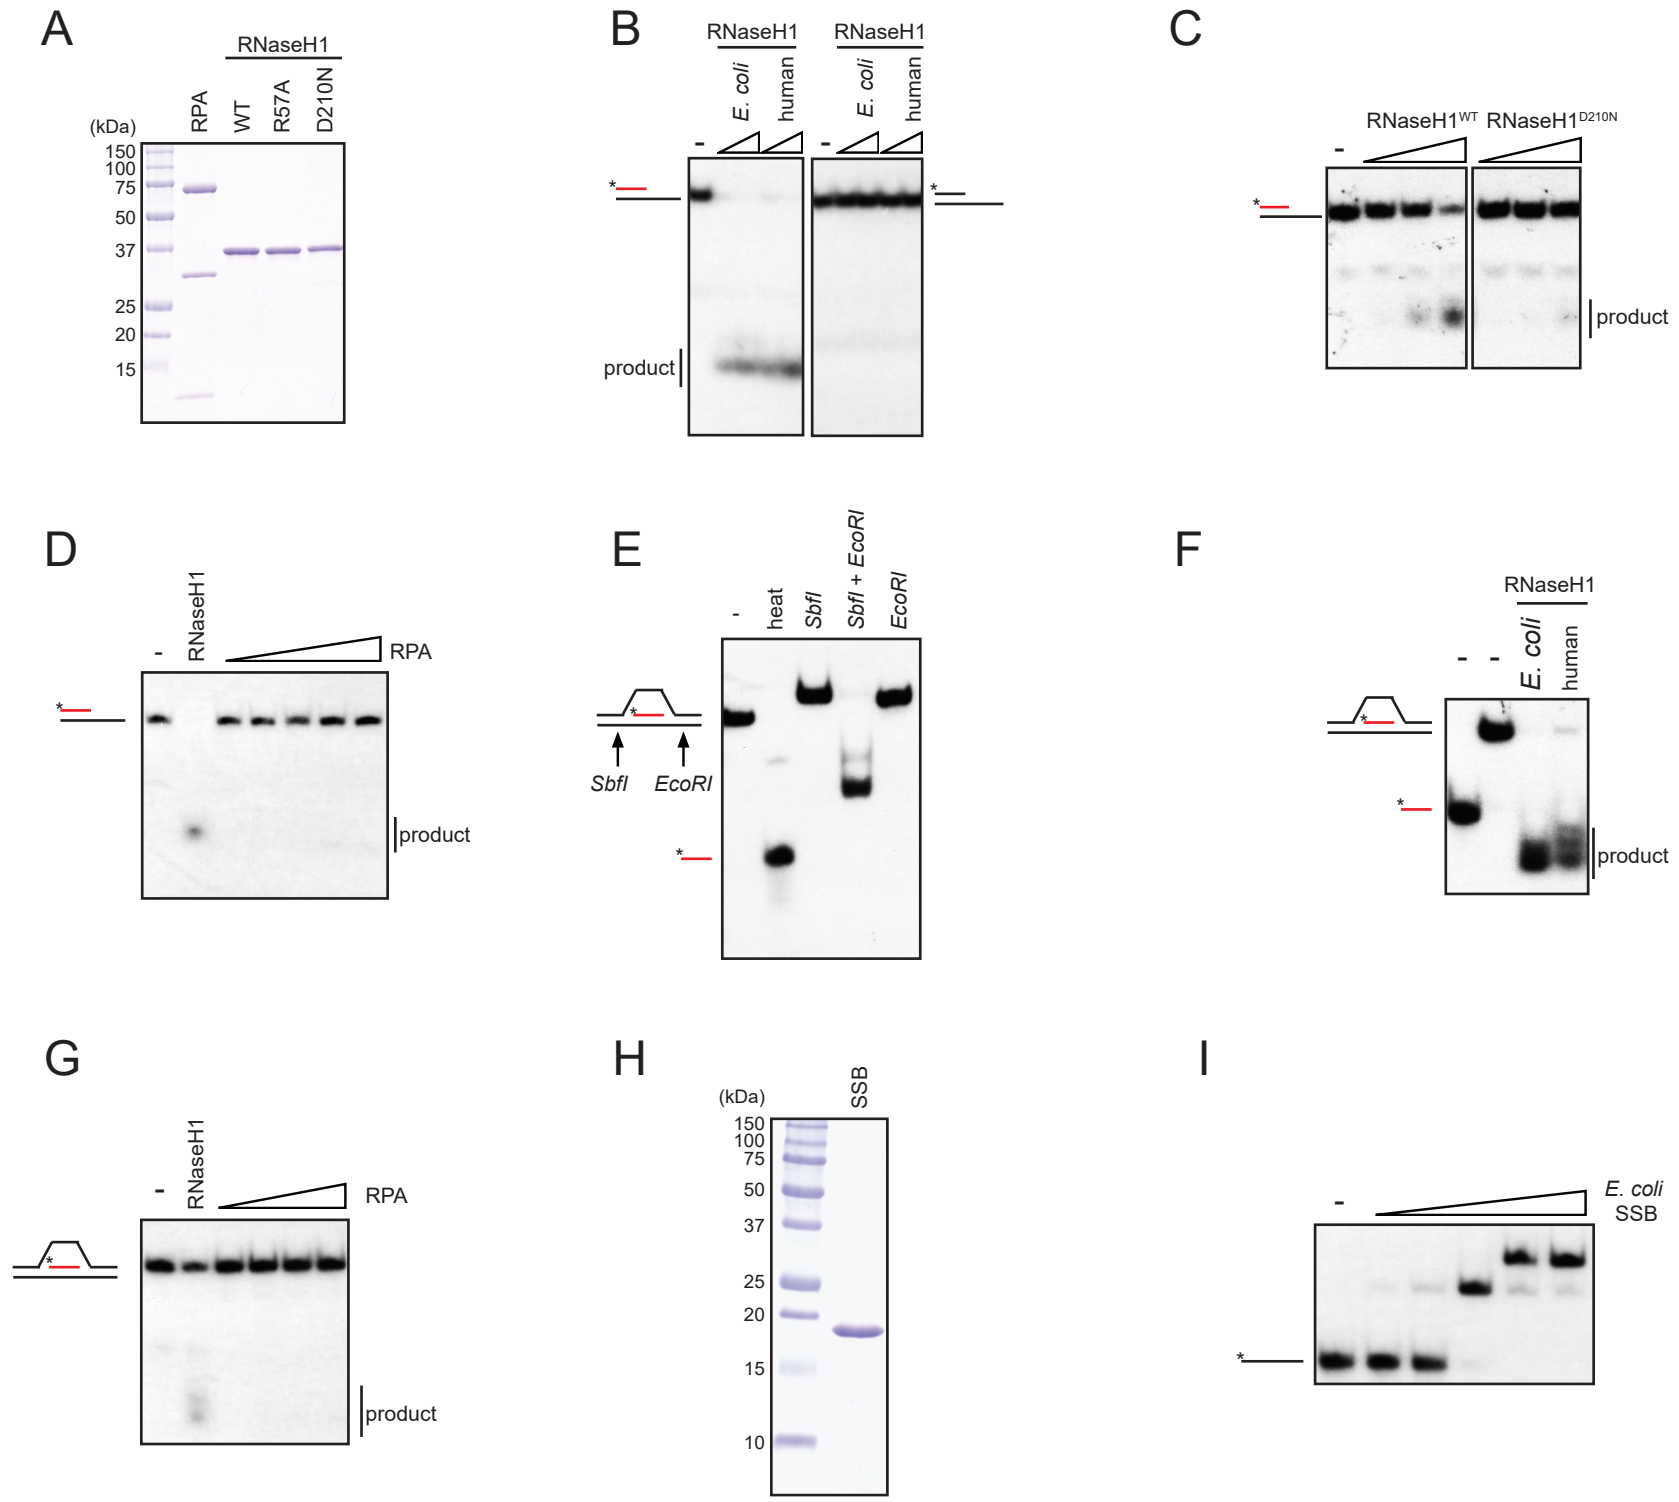 A
RNaseH1
(kDa)
RPA
WT
R57A
D210N
150
100
75
50
37
25
20
15
B
RNaseH1
RNaseH1
-
E. coli
human
-
E. coli
human
*
*
product
C
RNaseH1WT
RNaseH1D210N
-
*
product
D
-
RNaseH1
RPA
*
product
E
-
heat
SbfI
SbfI + EcoRI
EcoRI
*
SbfI
EcoRI
*
F
RNaseH1
-
-
E. coli
human
*
*
product
G
-
RNaseH1
RPA
*
product
H
(kDa)
SSB
150
100
75
50
37
25
20
15
10
I
-
E. coli
SSB
*